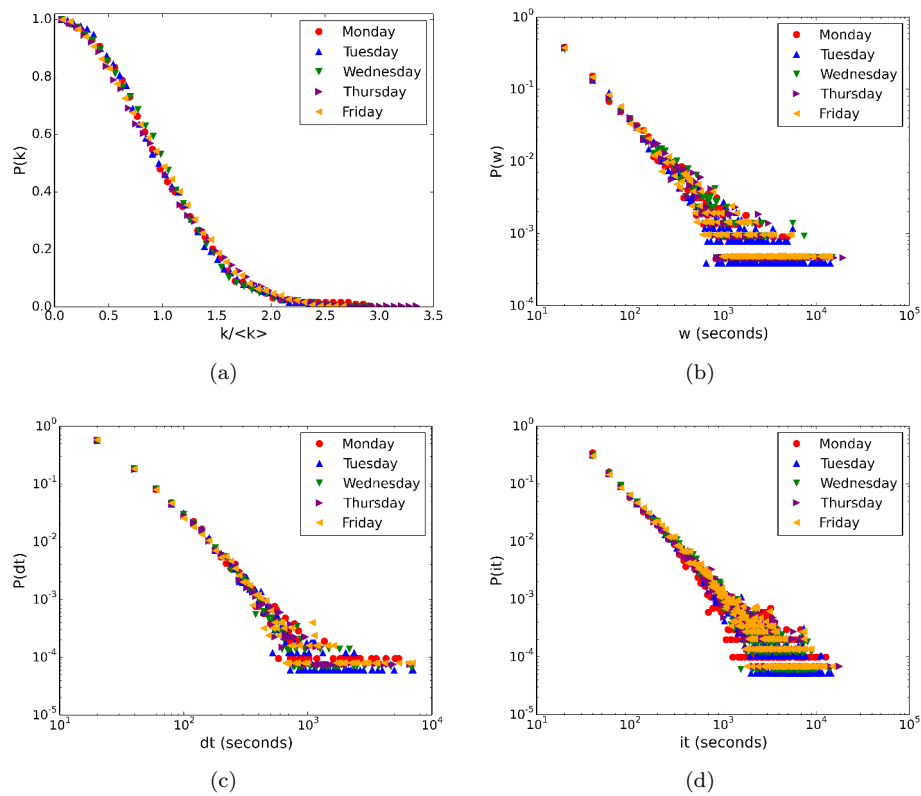 1.0
0.8
0.6
0.4
0.2
0.0
P(k)
0.0 0.5 1.0 1.5 2.0 2.5 3.0 3.5
k/<k>
Monday
Tuesday
Wednesday
Thursday
Friday
(a)
10^0
10^-1
10^-2
10^-3
10^-4
P(w)
10^1 10^2 10^3 10^4 10^5
w (seconds)
Monday
Tuesday
Wednesday
Thursday
Friday
(b)
10^0
10^-1
10^-2
10^-3
10^-4
10^-5
P(dt)
10^1 10^2 10^3 10^4
dt (seconds)
Monday
Tuesday
Wednesday
Thursday
Friday
(c)
10^0
10^-1
10^-2
10^-3
10^-4
10^-5
P(it)
10^1 10^2 10^3 10^4 10^5
it (seconds)
Monday
Tuesday
Wednesday
Thursday
Friday
(d)